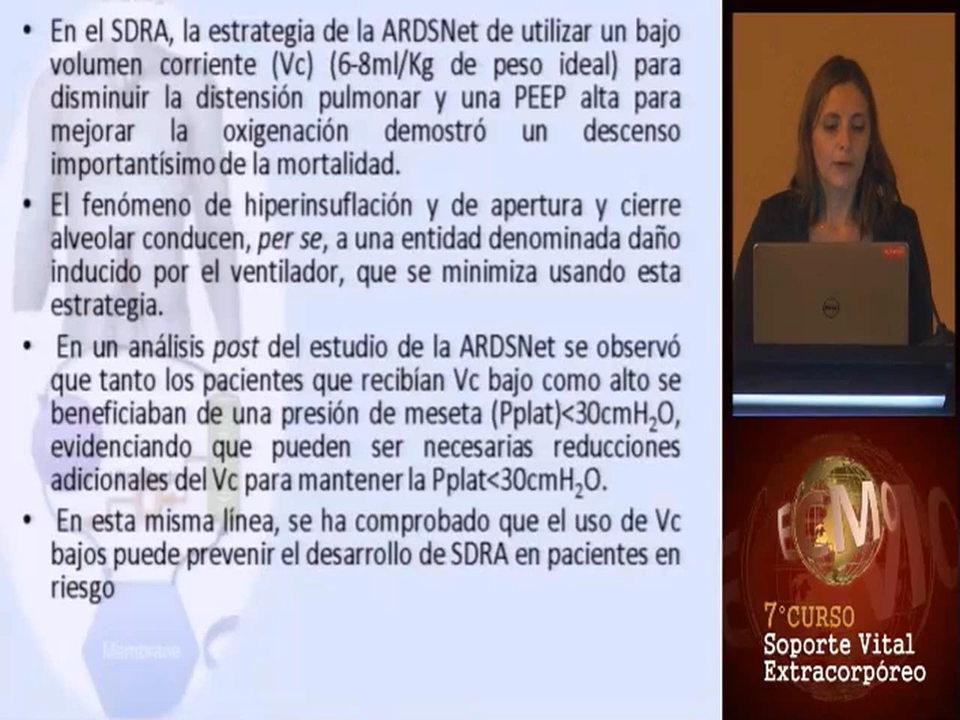 • En el SDRA, la estrategia de la ARDSNet de utilizar un bajo
volumen corriente (Vc) (6-8ml/Kg de peso ideal) para
disminuir la distensión pulmonar y una PEEP alta para
mejorar la oxigenación demostró un descenso
importantísimo de la mortalidad.
• El fenómeno de hiperinsuflación y de apertura y cierre
alveolar conducen, per se, a una entidad denominada daño
inducido por el ventilador, que se minimiza usando esta
estrategia.
• En un análisis post del estudio de la ARDSNet se observó
que tanto los pacientes que recibían Vc bajo como alto se
beneficiaban de una presión de meseta (Pplat)<30cmH₂O,
evidenciando que pueden ser necesarias reducciones
adicionales del Vc para mantener la Pplat<30cmH₂O.
• En esta misma línea, se ha comprobado que el uso de Vc
bajos puede prevenir el desarrollo de SDRA en pacientes en
riesgo
Membrane
DELL
ECMO
7°CURSO
Soporte Vital
Extracorpóreo